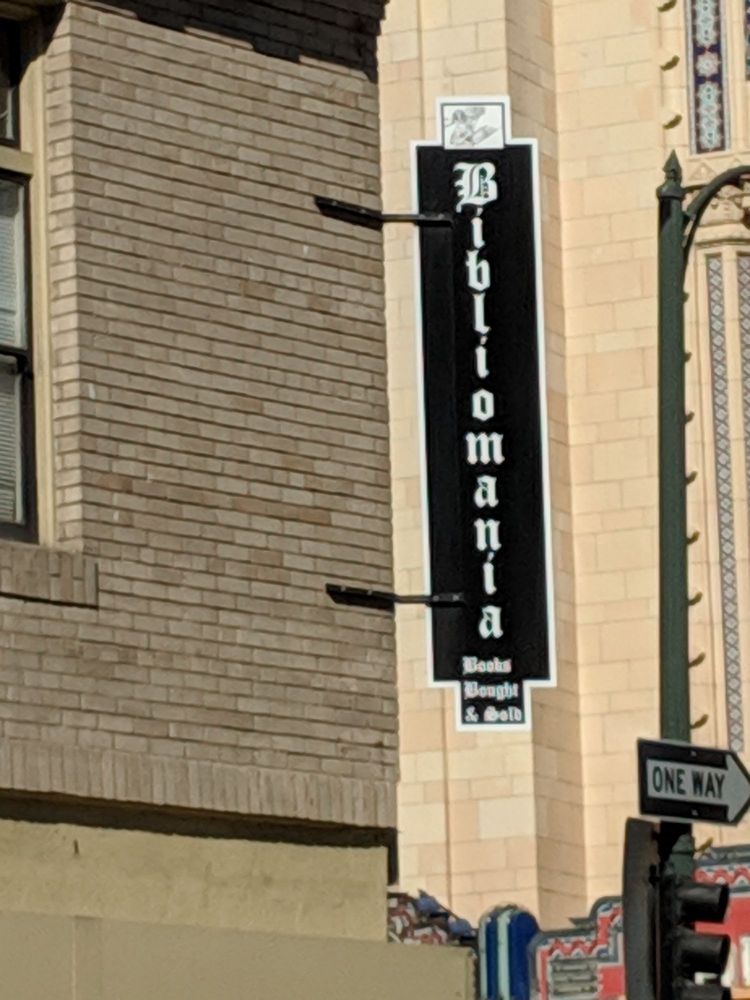 Bibliomania
Books
Bought
& Sold
ONE WAY